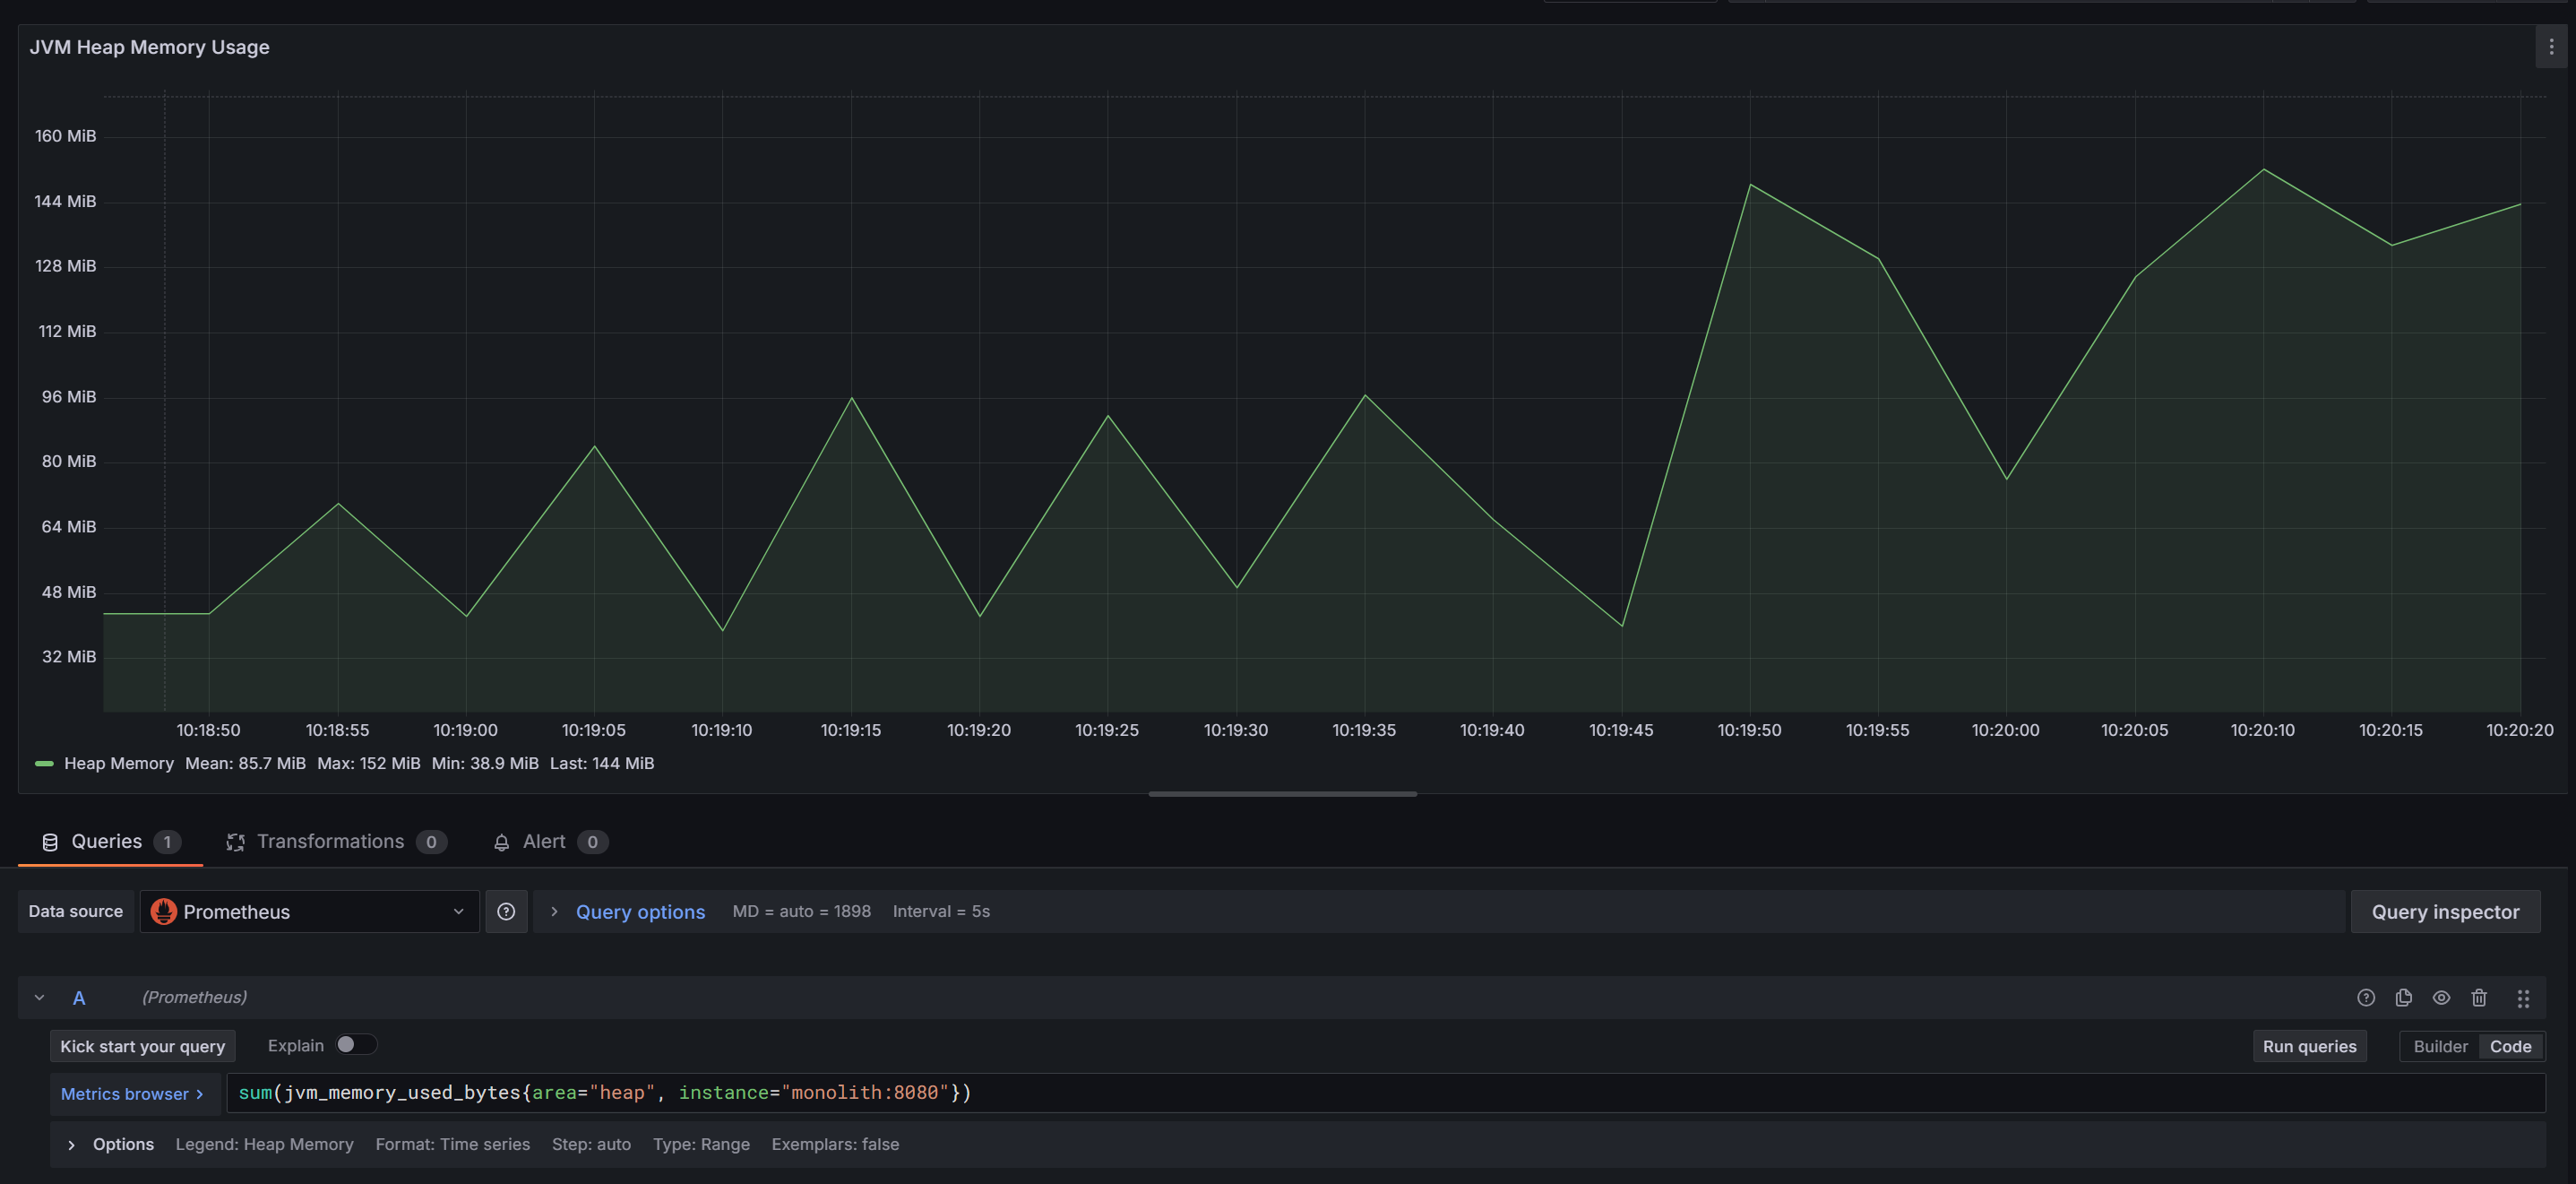 JVM Heap Memory Usage
160 MiB
144 MiB
128 MiB
112 MiB
96 MiB
80 MiB
64 MiB
48 MiB
32 MiB
10:18:50 10:18:55 10:19:00 10:19:05 10:19:10 10:19:15 10:19:20 10:19:25 10:19:30 10:19:35 10:19:40 10:19:45 10:19:50 10:19:55 10:20:00 10:20:05 10:20:10 10:20:15 10:20:20
Heap Memory Mean: 85.7 MiB Max: 152 MiB Min: 38.9 MiB Last: 144 MiB
Queries 1 Transformations 0 Alert 0
Data source Prometheus Query options MD = auto = 1898 Interval = 5s Query inspector
A (Prometheus)
Kick start your query Explain Run queries Builder Code
Metrics browser > sum(jvm_memory_used_bytes{area="heap", instance="monolith:8080"})
Options Legend: Heap Memory Format: Time series Step: auto Type: Range Exemplars: false